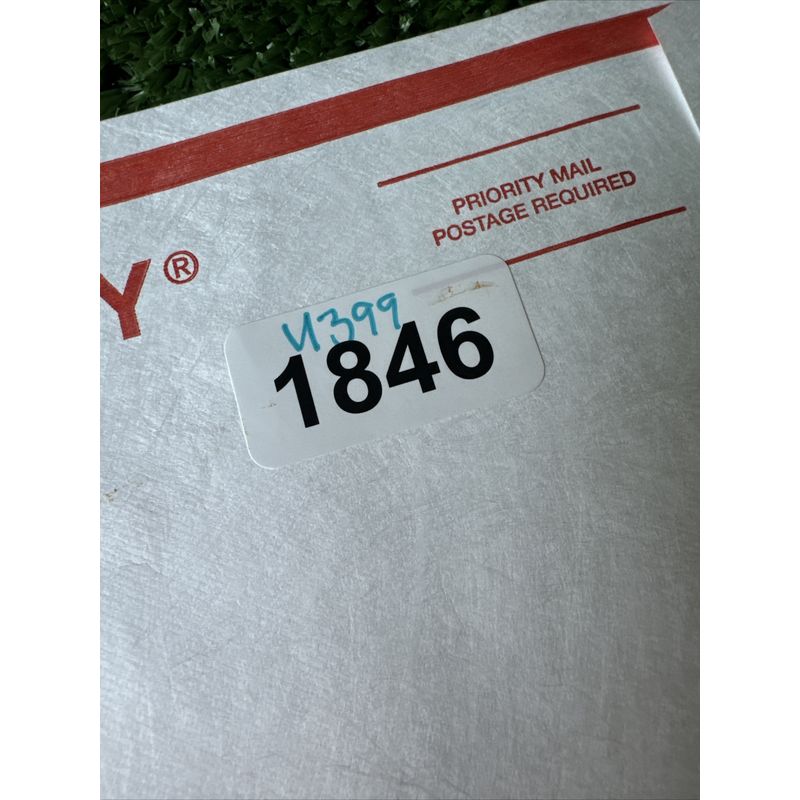 PRIORITY MAIL
POSTAGE REQUIRED
Y®
4399
1846